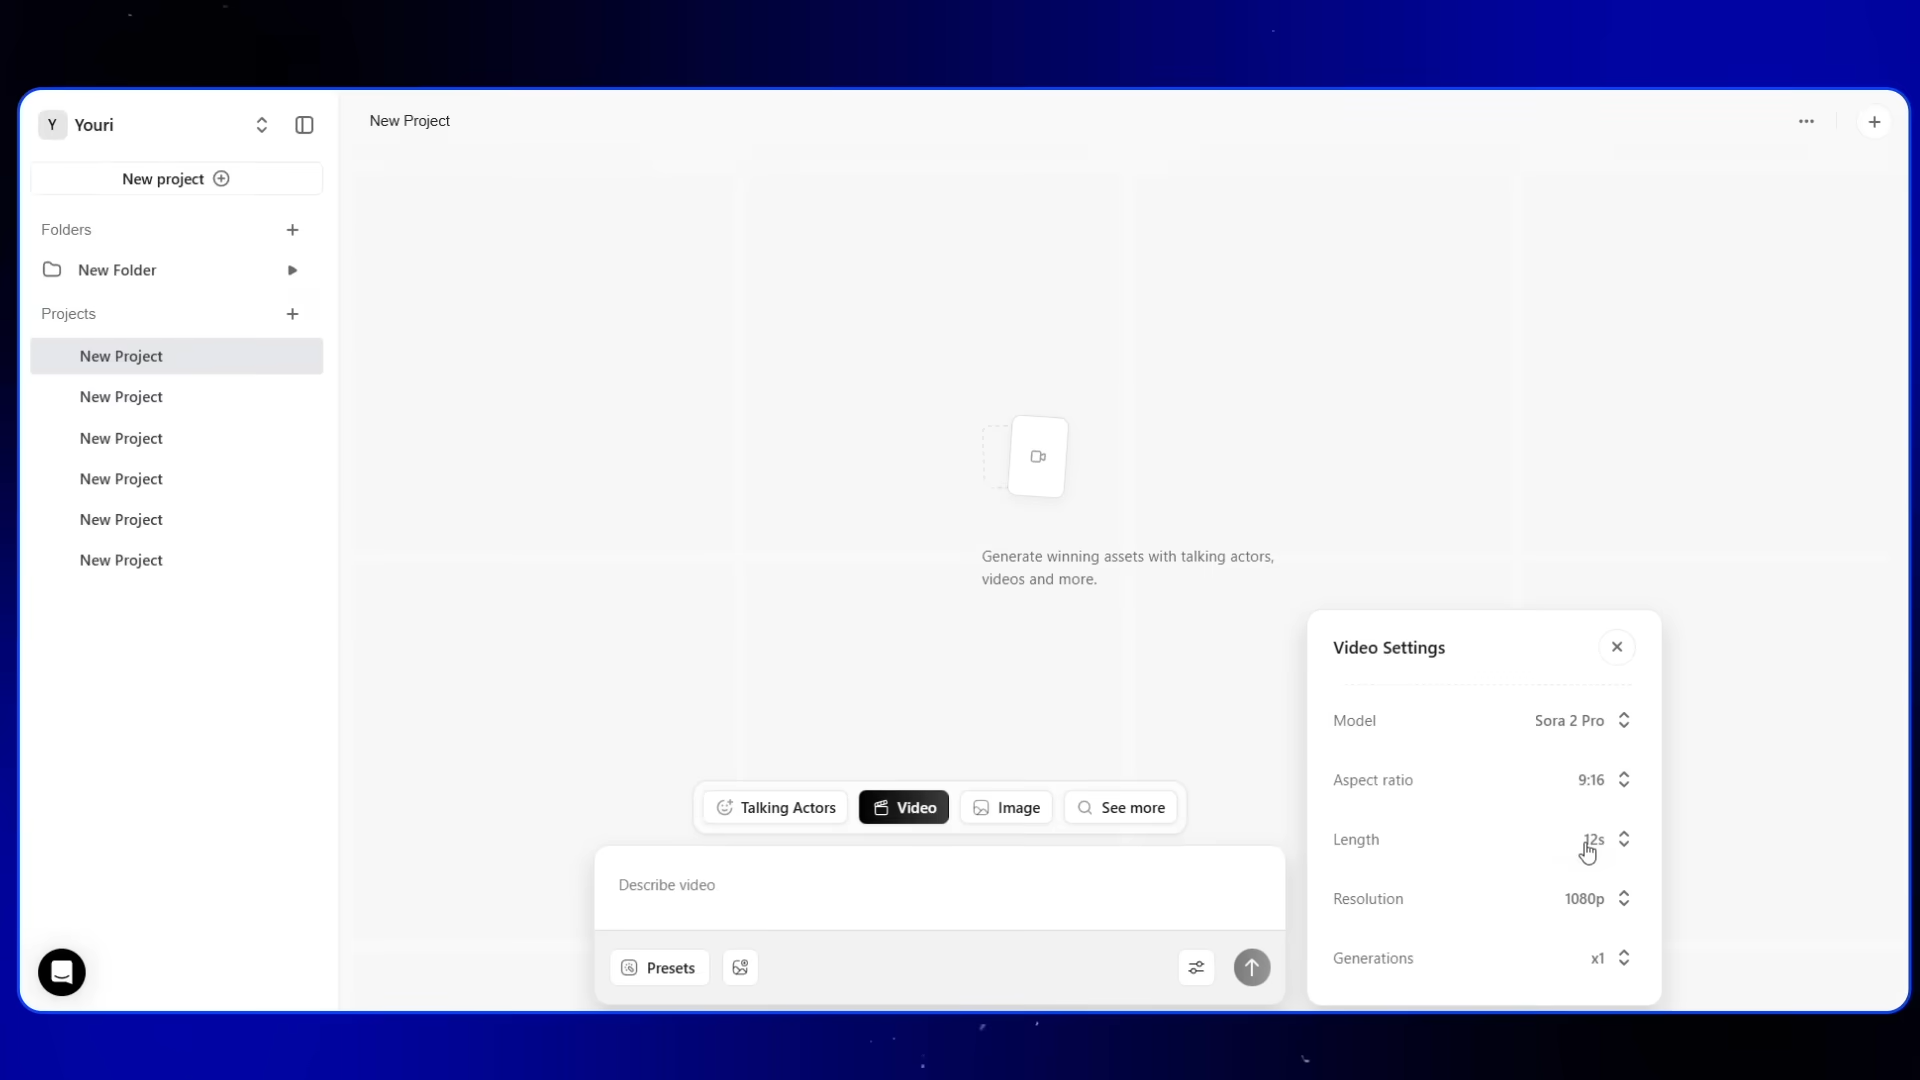 Y Youri
New project
Folders
New Folder
Projects
New Project
New Project
New Project
New Project
New Project
New Project
New Project
Generate winning assets with talking actors,
videos and more.
Talking Actors
Video
Image
See more
Describe video
Presets
Video Settings
Model Sora 2 Pro
Aspect ratio 9:16
Length 12s
Resolution 1080p
Generations x1